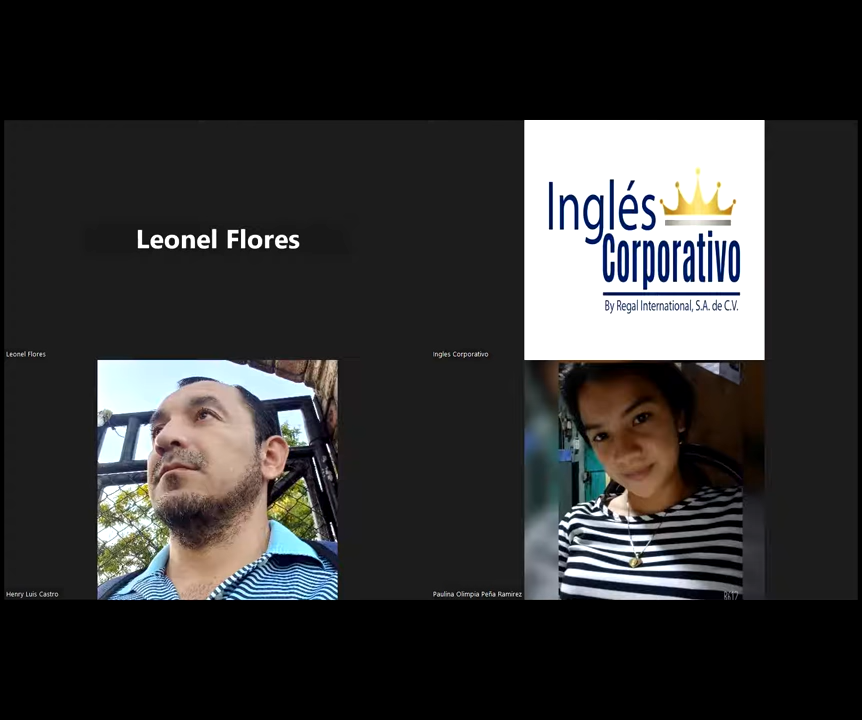 Leonel Flores
Leonel Flores
Inglés
Corporativo
By Regal International, S.A. de C.V.
Ingles Corporativo
Henry Luis Castro
Paulina Olimpia Peña Ramirez